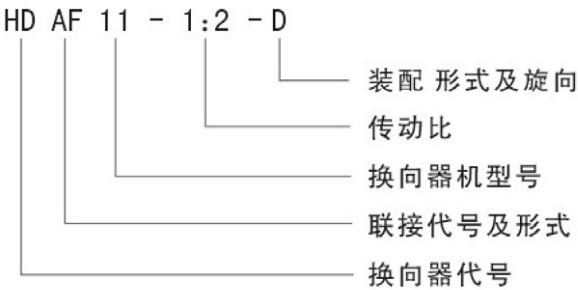 HD AF 11 - 1:2 - D
装配 形式及旋向
传动比
换向器机型号
联接代号及形式
换向器代号